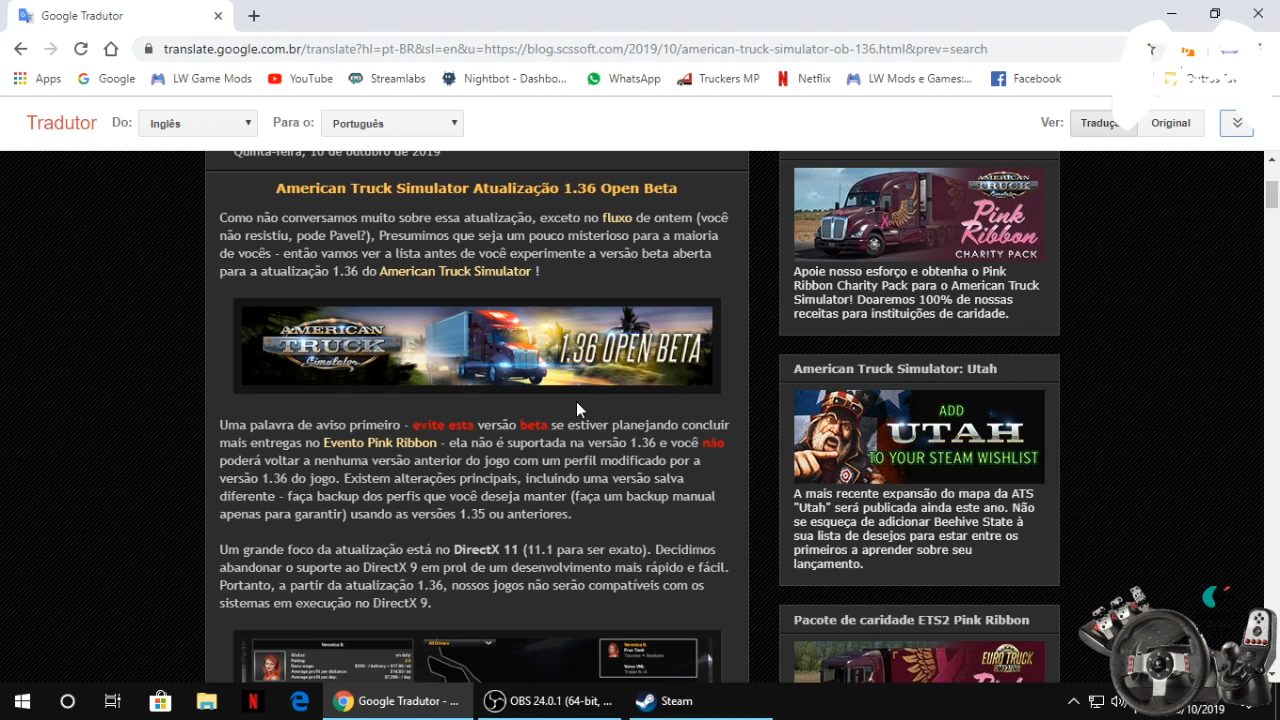 Google Tradutor
translate.google.com.br/translate?hl=pt-BR&sl=en&u=https://blog.scssoft.com/2019/10/american-truck-simulator-ob-136.html&prev=search
Apps
Google
LW Game Mods
YouTube
Streamlabs
Nightbot - Dashbo...
WhatsApp
Truckers MP
Netflix
LW Mods e Games:...
Facebook
Tradutor
Do:
Inglês
Para o:
Português
Ver:
Original
Quinta-feira, 10 de outubro de 2019
American Truck Simulator Atualização 1.36 Open Beta
Como não conversamos muito sobre essa atualização, exceto no fluxo de ontem (você
não resistiu, pode Pavel?), Presumimos que seja um pouco misterioso para a maioria
de vocês - então vamos ver a lista antes de você experimente a versão beta aberta
para a atualização 1.36 do American Truck Simulator !
AMERICAN
TRUCK
Simulator
1.36 OPEN BETA
Uma palavra de aviso primeiro - evite esta versão beta se estiver planejando concluir
mais entregas no Evento Pink Ribbon - ela não é suportada na versão 1.36 e você não
poderá voltar a nenhuma versão anterior do jogo com um perfil modificado por a
versão 1.36 do jogo. Existem alterações principais, incluindo uma versão salva
diferente - faça backup dos perfis que você deseja manter (faça um backup manual
apenas para garantir) usando as versões 1.35 ou anteriores.
Um grande foco da atualização está no DirectX 11 (11.1 para ser exato). Decidimos
abandonar o suporte ao DirectX 9 em prol de um desenvolvimento mais rápido e fácil.
Portanto, a partir da atualização 1.36, nossos jogos não serão compatíveis com os
sistemas em execução no DirectX 9.
AMERICAN
TRUCK
Simulator
Pink
Ribbon
CHARITY PACK
Apoie nosso esforço e obtenha o Pink
Ribbon Charity Pack para o American Truck
Simulator! Doaremos 100% de nossas
receitas para instituições de caridade.
American Truck Simulator: Utah
ADD
UTAH
TO YOUR STEAM WISHLIST
A mais recente expansão do mapa da ATS
"Utah" será publicada ainda este ano. Não
se esqueça de adicionar Beehive State à
sua lista de desejos para estar entre os
primeiros a aprender sobre seu
lançamento.
Pacote de caridade ETS2 Pink Ribbon
EURO TRUCK
Google Tradutor - ...
OBS 24.0.1 (64-bit, ...
Steam
/10/2019